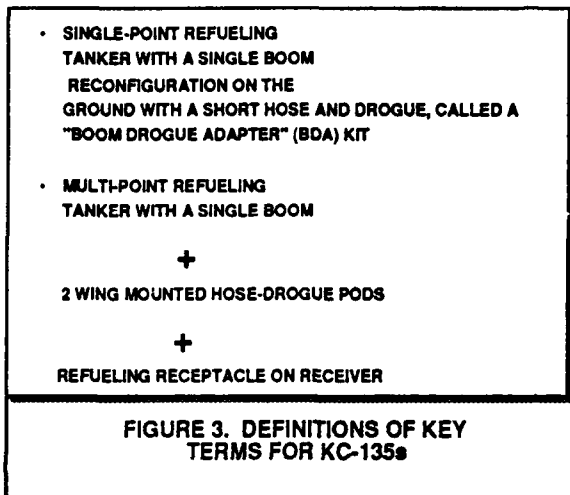 • SINGLE-POINT REFUELING
TANKER WITH A SINGLE BOOM
RECONFIGURATION ON THE
GROUND WITH A SHORT HOSE AND DROGUE, CALLED A
"BOOM DROGUE ADAPTER" (BDA) KIT
• MULTI-POINT REFUELING
TANKER WITH A SINGLE BOOM
+
2 WING MOUNTED HOSE-DROGUE PODS
+
REFUELING RECEPTACLE ON RECEIVER
FIGURE 3. DEFINITIONS OF KEY
TERMS FOR KC-135s